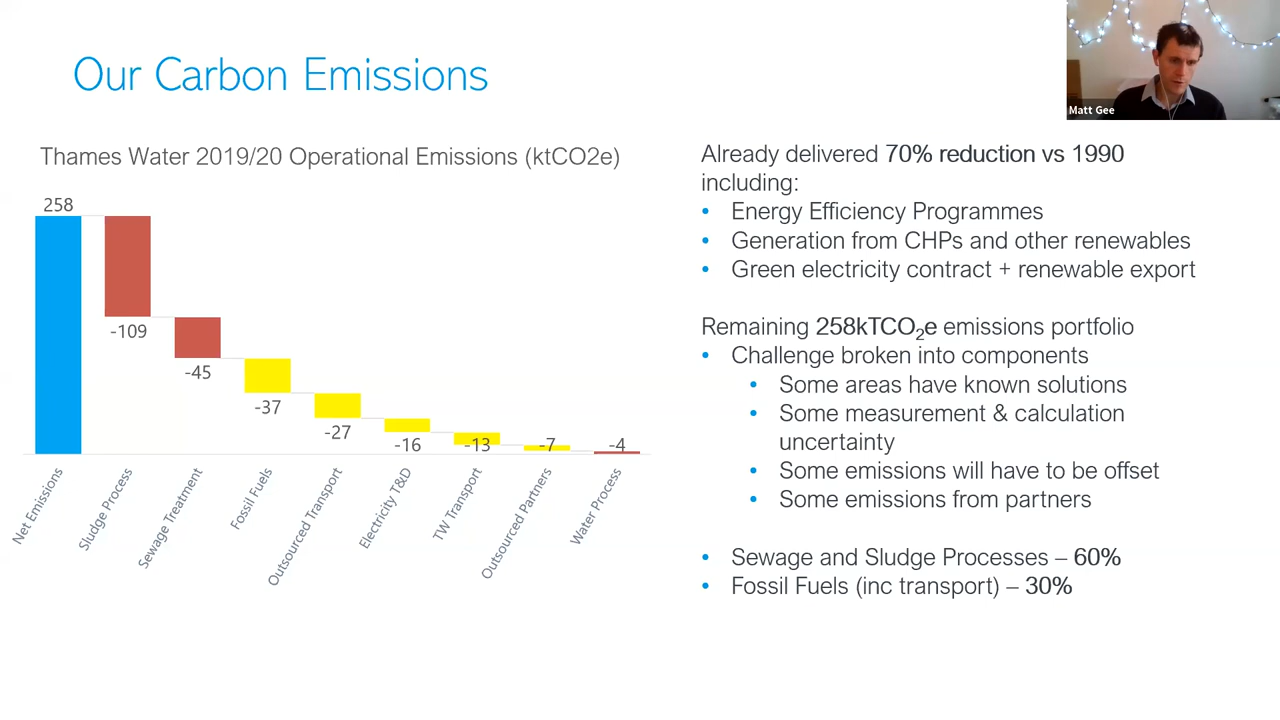 Our Carbon Emissions
Matt Gee
Thames Water 2019/20 Operational Emissions (ktCO2e)
258
-109
-45
-37
-27
-16
-13
-7
-4
Net Emissions
Sludge Process
Sewage Treatment
Fossil Fuels
Outsourced Transport
Electricity T&D
TW Transport
Outsourced Partners
Water Process
Already delivered 70% reduction vs 1990
including:
• Energy Efficiency Programmes
• Generation from CHPs and other renewables
• Green electricity contract + renewable export
Remaining 258kTCO₂e emissions portfolio
• Challenge broken into components
• Some areas have known solutions
• Some measurement & calculation
uncertainty
• Some emissions will have to be offset
• Some emissions from partners
• Sewage and Sludge Processes – 60%
• Fossil Fuels (inc transport) – 30%